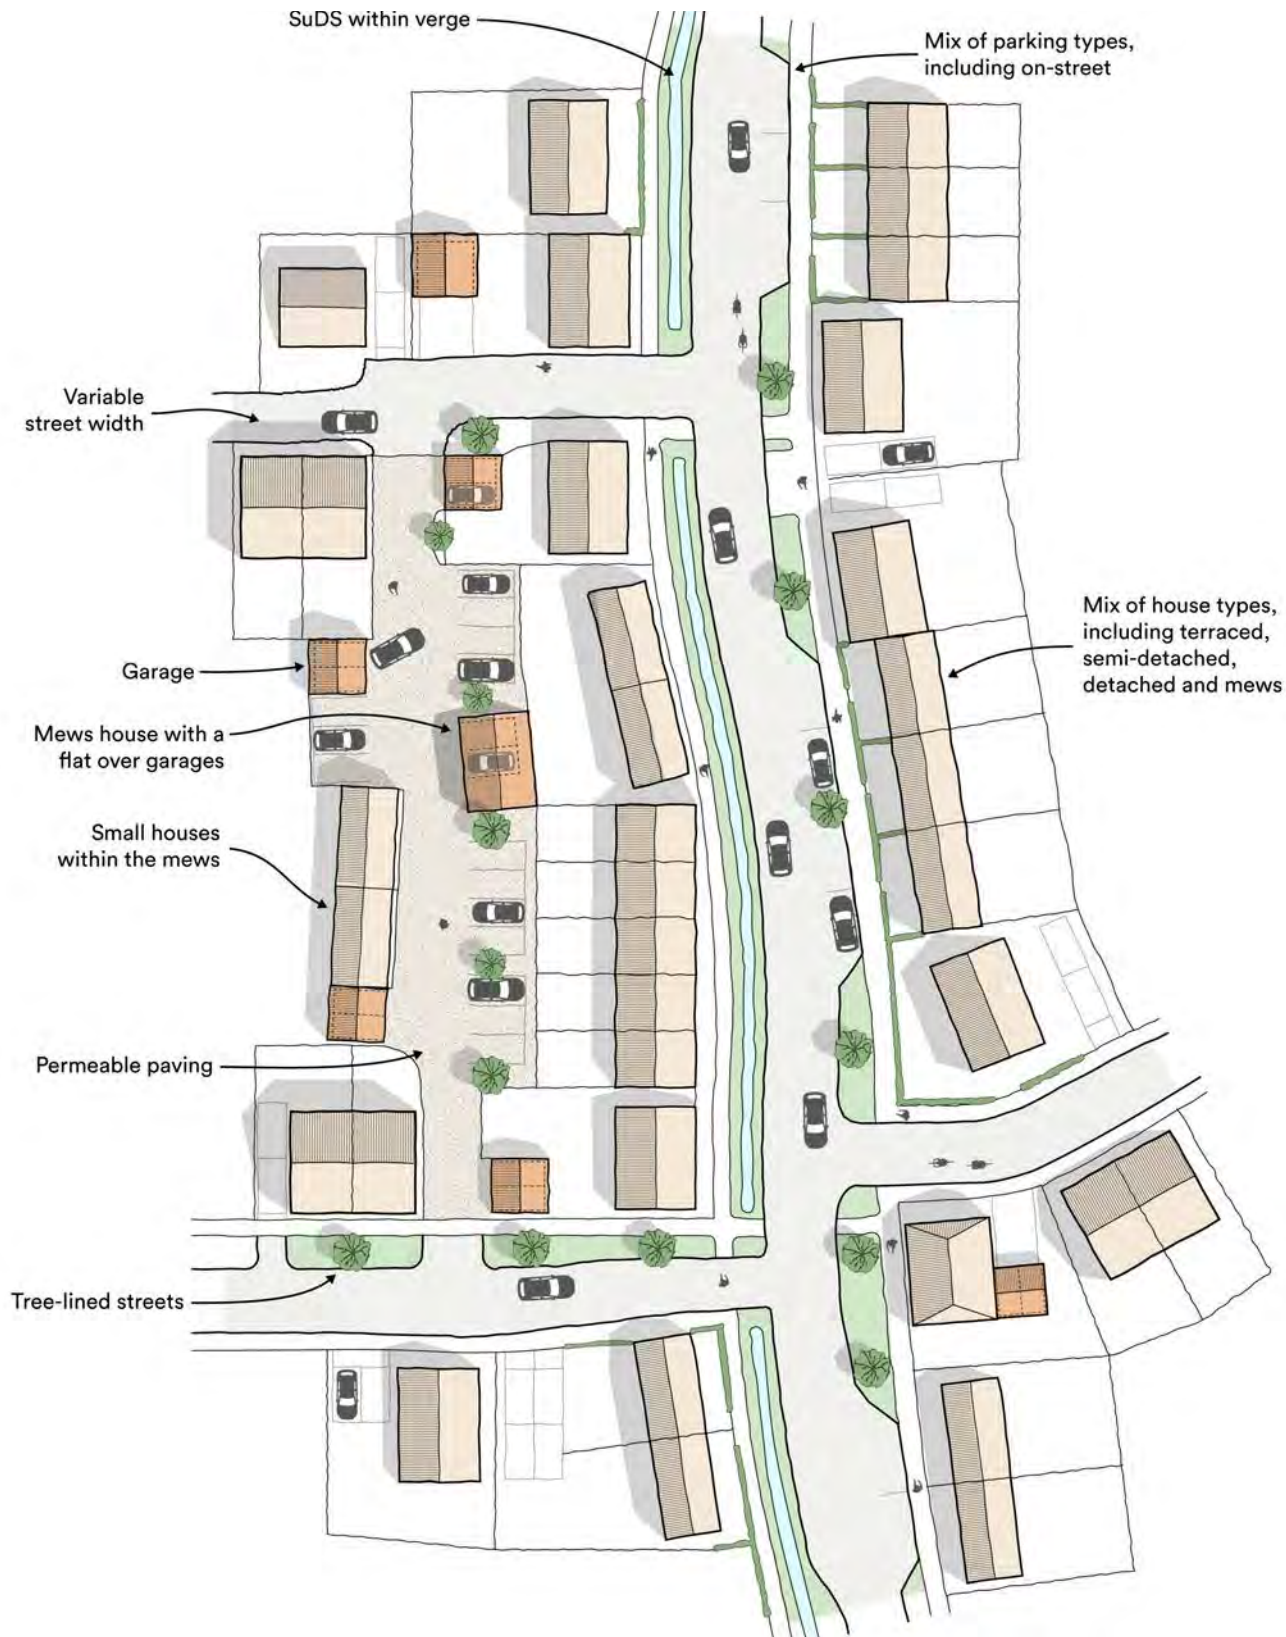 SuDS within verge
Mix of parking types,
including on-street
Variable
street width
Mix of house types,
including terraced,
semi-detached,
detached and mews
Garage
Mews house with a
flat over garages
Small houses
within the mews
Permeable paving
Tree-lined streets